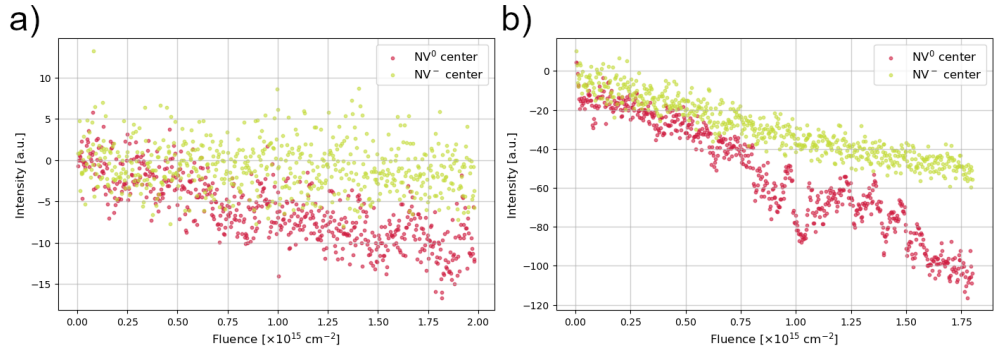 a)
NV⁰ center
NV⁻ center
Intensity [a.u.]
10
5
0
−5
−10
−15
0.00 0.25 0.50 0.75 1.00 1.25 1.50 1.75 2.00
Fluence [×10¹⁵ cm⁻²]
b)
NV⁰ center
NV⁻ center
Intensity [a.u.]
0
−20
−40
−60
−80
−100
−120
0.00 0.25 0.50 0.75 1.00 1.25 1.50 1.75
Fluence [×10¹⁵ cm⁻²]